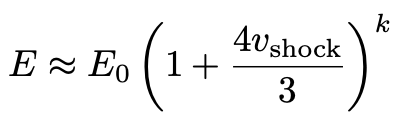 E ≈ E₀ (1 + 4v_shock / 3)^k